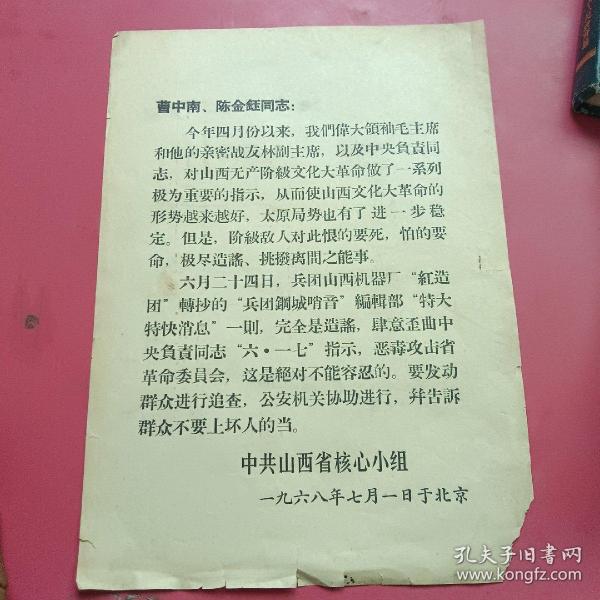 曹中南、陈金鈺同志：
今年四月份以来，我們偉大領袖毛主席
和他的亲密战友林副主席，以及中央負責同
志，对山西无产阶級文化大革命做了一系列
极为重要的指示，从而使山西文化大革命的
形势越来越好，太原局势也有了进一步稳
定。但是，阶級敌人对此恨的要死，怕的要
命，极尽造謠、挑撥离間之能事。
六月二十四日，兵团山西机器厂“紅造
团”轉抄的“兵团鋼城哨音”編輯部“特大
特快消息”一則，完全是造謠，肆意歪曲中
央負責同志“六·一七”指示，恶毒攻击省
革命委員会，这是絕对不能容忍的。要发动
群众进行追查，公安机关协助进行，幷告訴
群众不要上坏人的当。
中共山西省核心小组
一九六八年七月一日于北京
孔夫子旧书网
www.kongfz.com